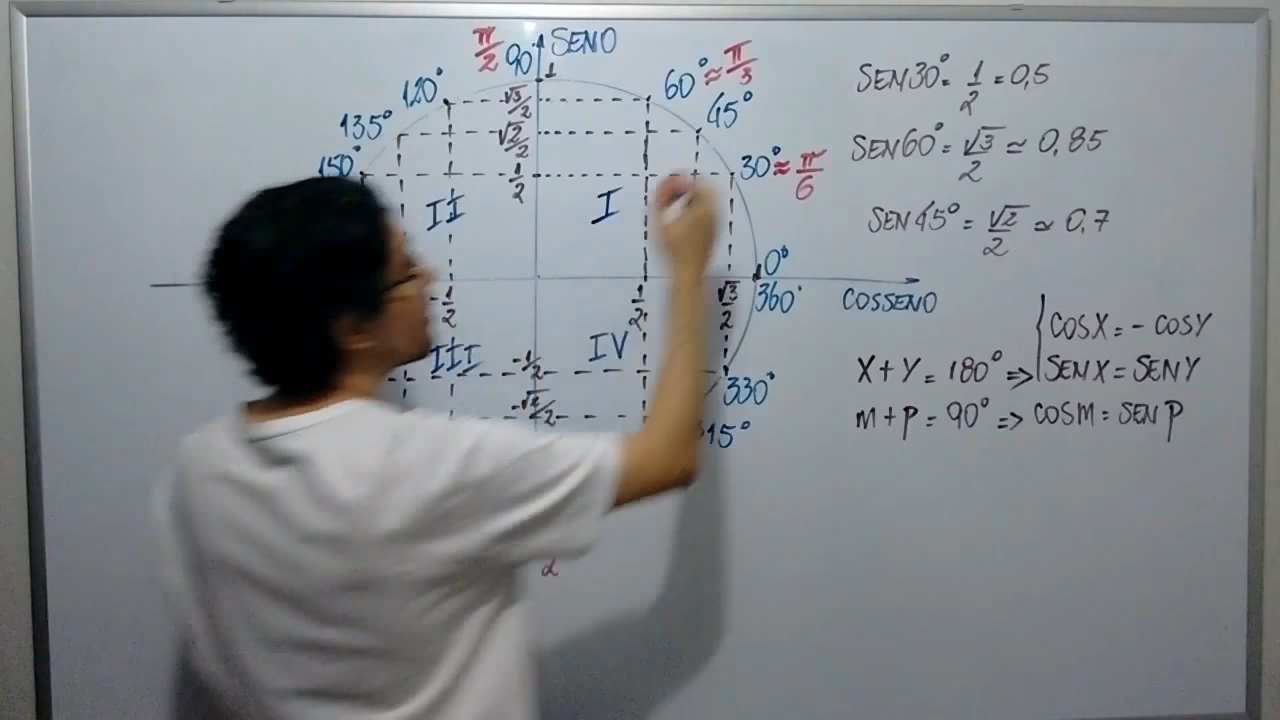 π/2 90° SENO
1
120° √3/2 60° ≈ π/3
135° √2/2 45°
150° 1/2 30° ≈ π/6
II I
0°
-1/2 1/2 √3/2 360° COSSENO
III -1/2 IV
330°
-√2/2 15°
2
SEN30° = 1/2 = 0,5
SEN60° = √3/2 ≃ 0,85
SEN45° = √2/2 ≃ 0,7
X + Y = 180° => { COSX = - COSY
SENX = SENY
m + p = 90° => COSM = SENP